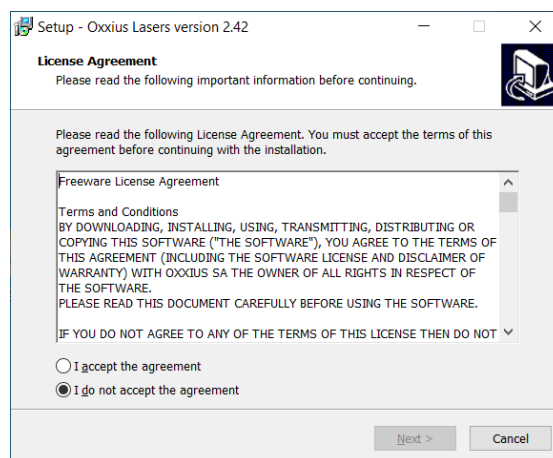 Setup - Oxxius Lasers version 2.42
License Agreement
Please read the following important information before continuing.
Please read the following License Agreement. You must accept the terms of this
agreement before continuing with the installation.
Freeware License Agreement
Terms and Conditions
BY DOWNLOADING, INSTALLING, USING, TRANSMITTING, DISTRIBUTING OR
COPYING THIS SOFTWARE ("THE SOFTWARE"), YOU AGREE TO THE TERMS OF
THIS AGREEMENT (INCLUDING THE SOFTWARE LICENSE AND DISCLAIMER OF
WARRANTY) WITH OXXIUS SA THE OWNER OF ALL RIGHTS IN RESPECT OF
THE SOFTWARE.
PLEASE READ THIS DOCUMENT CAREFULLY BEFORE USING THE SOFTWARE.
IF YOU DO NOT AGREE TO ANY OF THE TERMS OF THIS LICENSE THEN DO NOT
I accept the agreement
I do not accept the agreement
Next >
Cancel